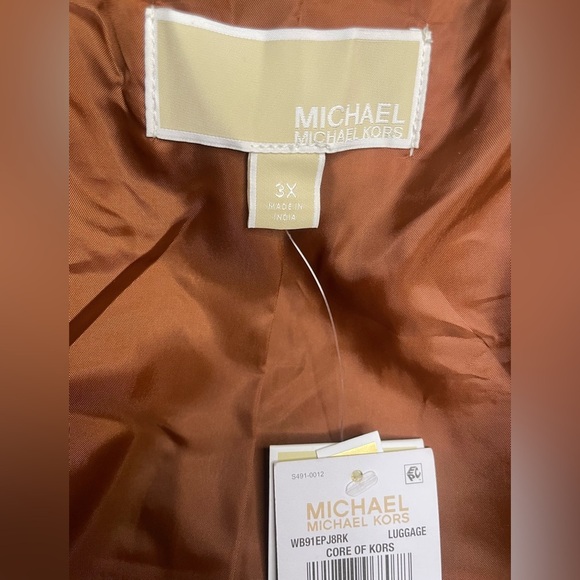 MICHAEL
MICHAEL KORS
3X
MADE IN
INDIA
S491-0012
MICHAEL
MICHAEL KORS
WB91EPJ8RK LUGGAGE
CORE OF KORS